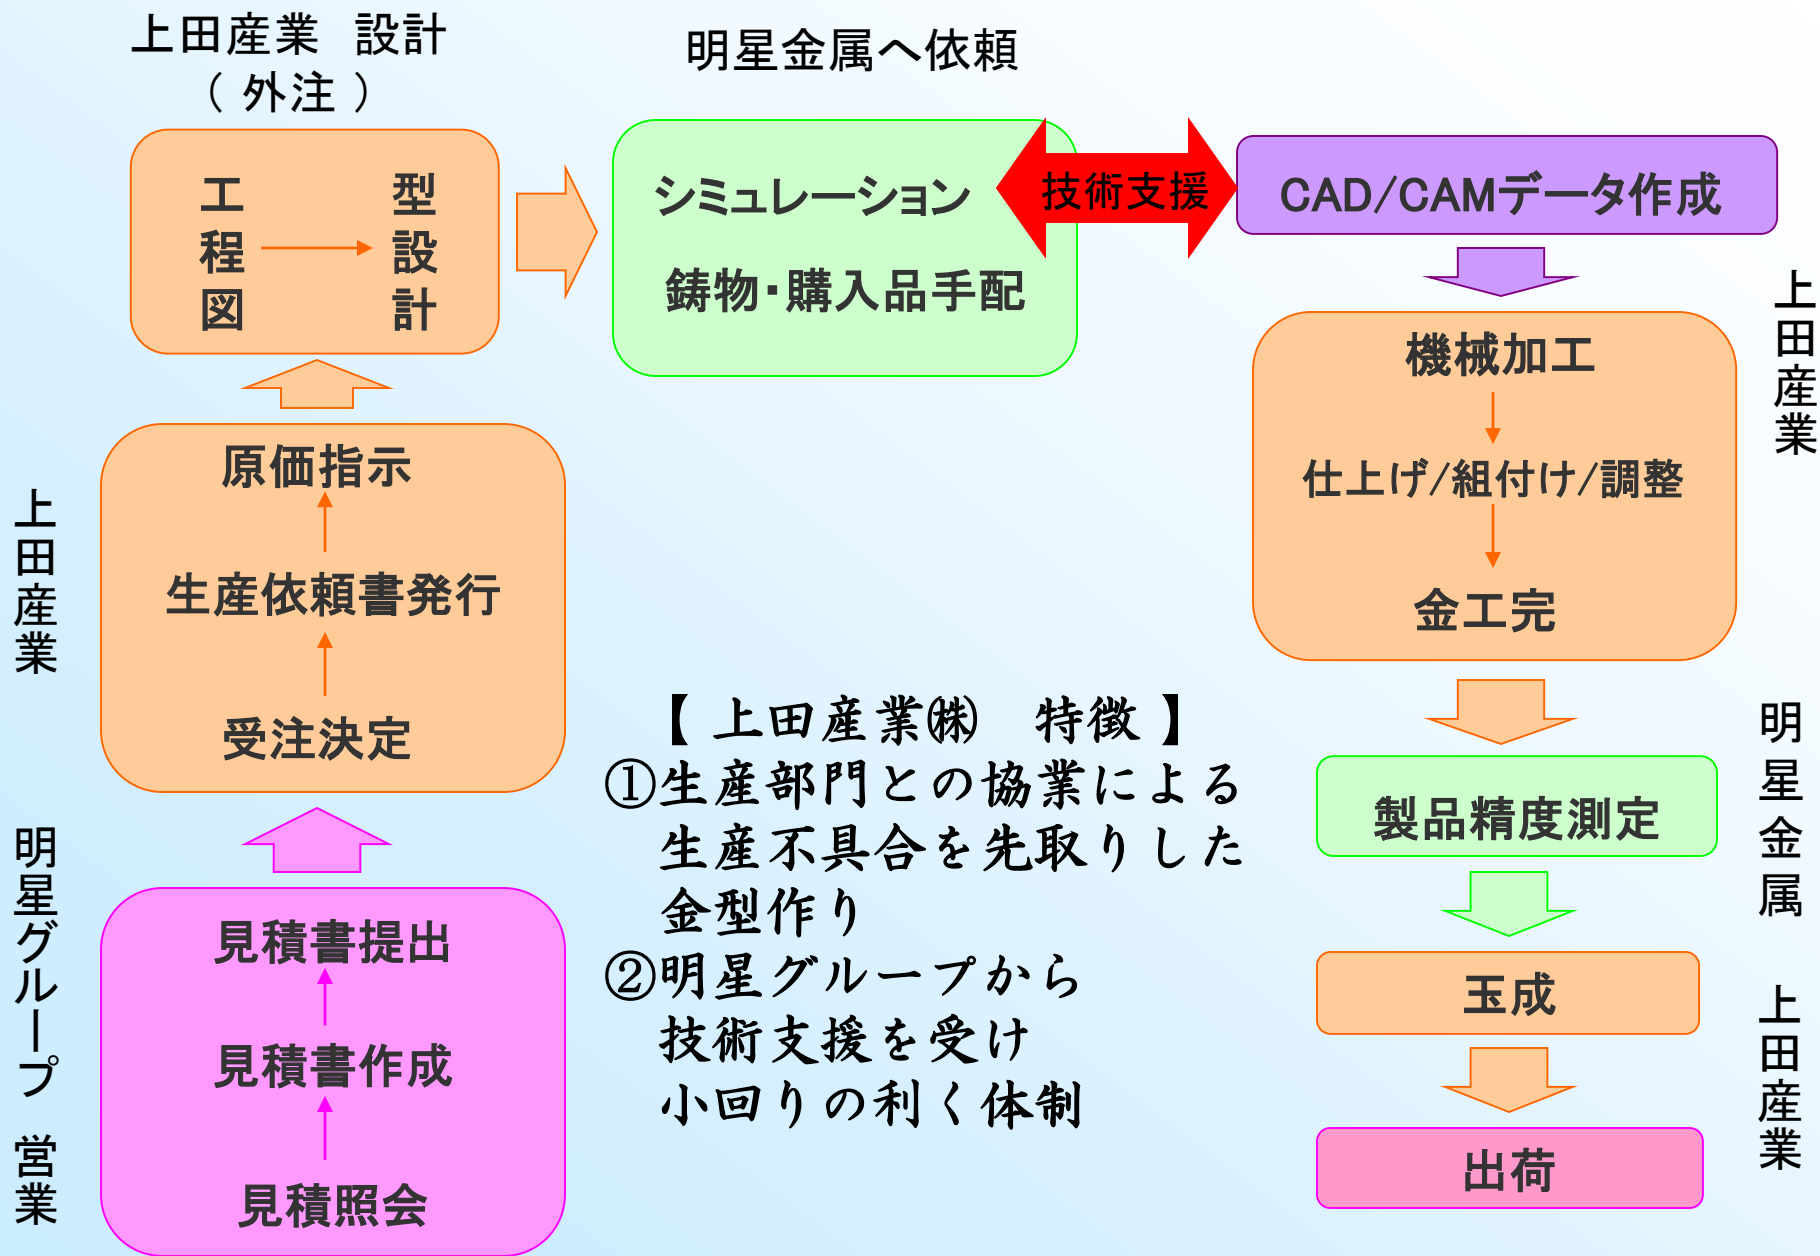 上田産業　設計
（ 外注 ）
工程図
型設計
明星金属へ依頼
シミュレーション
鋳物・購入品手配
技術支援
CAD/CAMデータ作成
上田産業
原価指示
生産依頼書発行
受注決定
明星グループ 営業
見積書提出
見積書作成
見積照会
上田産業
機械加工
仕上げ/組付け/調整
金工完
明星金属
製品精度測定
上田産業
玉成
出荷
【 上田産業㈱　特徴 】
①生産部門との協業による
生産不具合を先取りした
金型作り
②明星グループから
技術支援を受け
小回りの利く体制